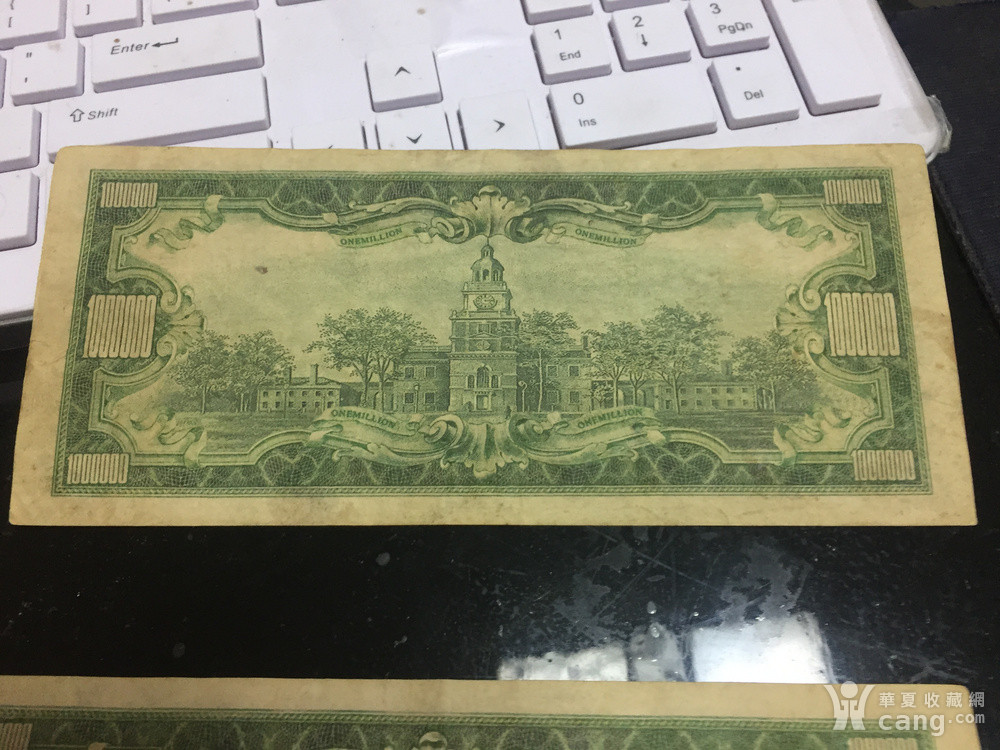 Enter
Shift
1
End
2
↓
3
PgDn
0
Ins
.
Del
1000000
1000000
ONEMILLION
ONEMILLION
1000000
1000000
ONEMILLION
ONEMILLION
1000000
1000000
華夏收藏網
cang.com